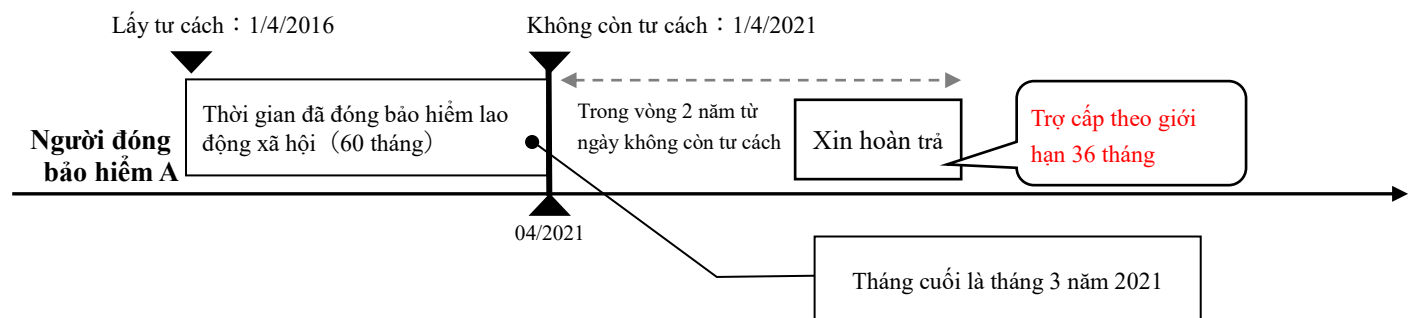 Lấy tư cách：1/4/2016
Không còn tư cách：1/4/2021
Người đóng
bảo hiểm A
Thời gian đã đóng bảo hiểm lao
động xã hội（60 tháng）
Trong vòng 2 năm từ
ngày không còn tư cách
Xin hoàn trả
Trợ cấp theo giới
hạn 36 tháng
04/2021
Tháng cuối là tháng 3 năm 2021